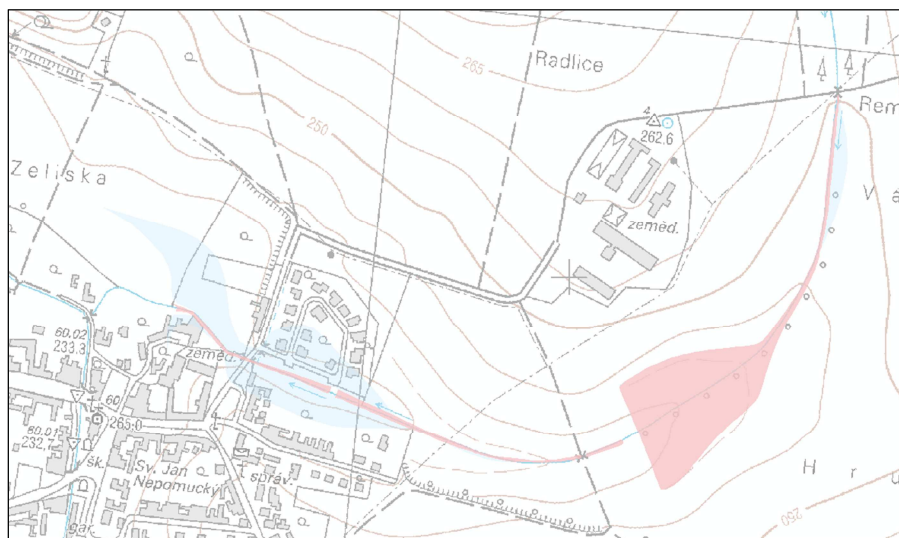 265
Radlice
4
262,6
Rem
250
Zeliska
V á
zeměd.
60.02
233.3
zeměd.
60
265.0
60.01
232,7
šk.
Sv. Jan
Nepomucký
správ.
H r u
gar.
250